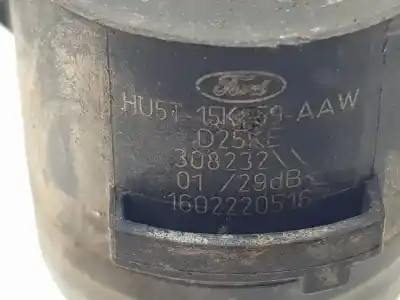 Ford
HU5T-15K859-AAW
D25KE
308232\\
01 /29dB
1602220516